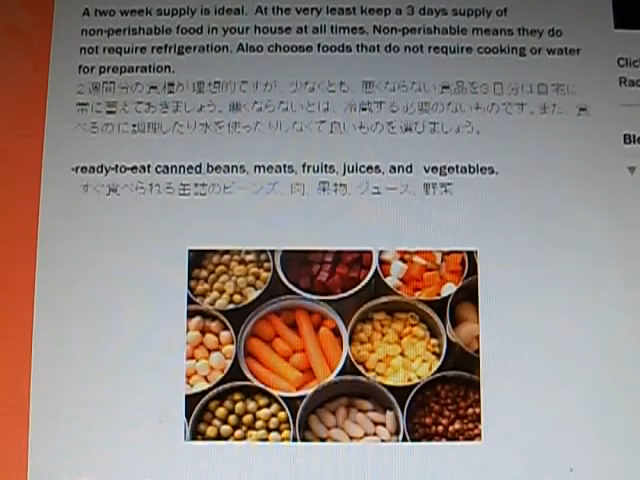 A two week supply is ideal. At the very least keep a 3 days supply of
non-perishable food in your house at all times. Non-perishable means they do
not require refrigeration. Also choose foods that do not require cooking or water
for preparation.
２週間分の食糧が理想的ですが、少なくとも、悪くならない食品を３日分は自宅に
常に蓄えておきましょう。悪くならないとは、冷蔵する必要のないものです。また、食
べるのに調理したり水を使ったりしなくて良いものを選びましょう。
-ready-to-eat canned beans, meats, fruits, juices, and vegetables.
すぐ食べられる缶詰のビーンズ、肉、果物、ジュース、野菜